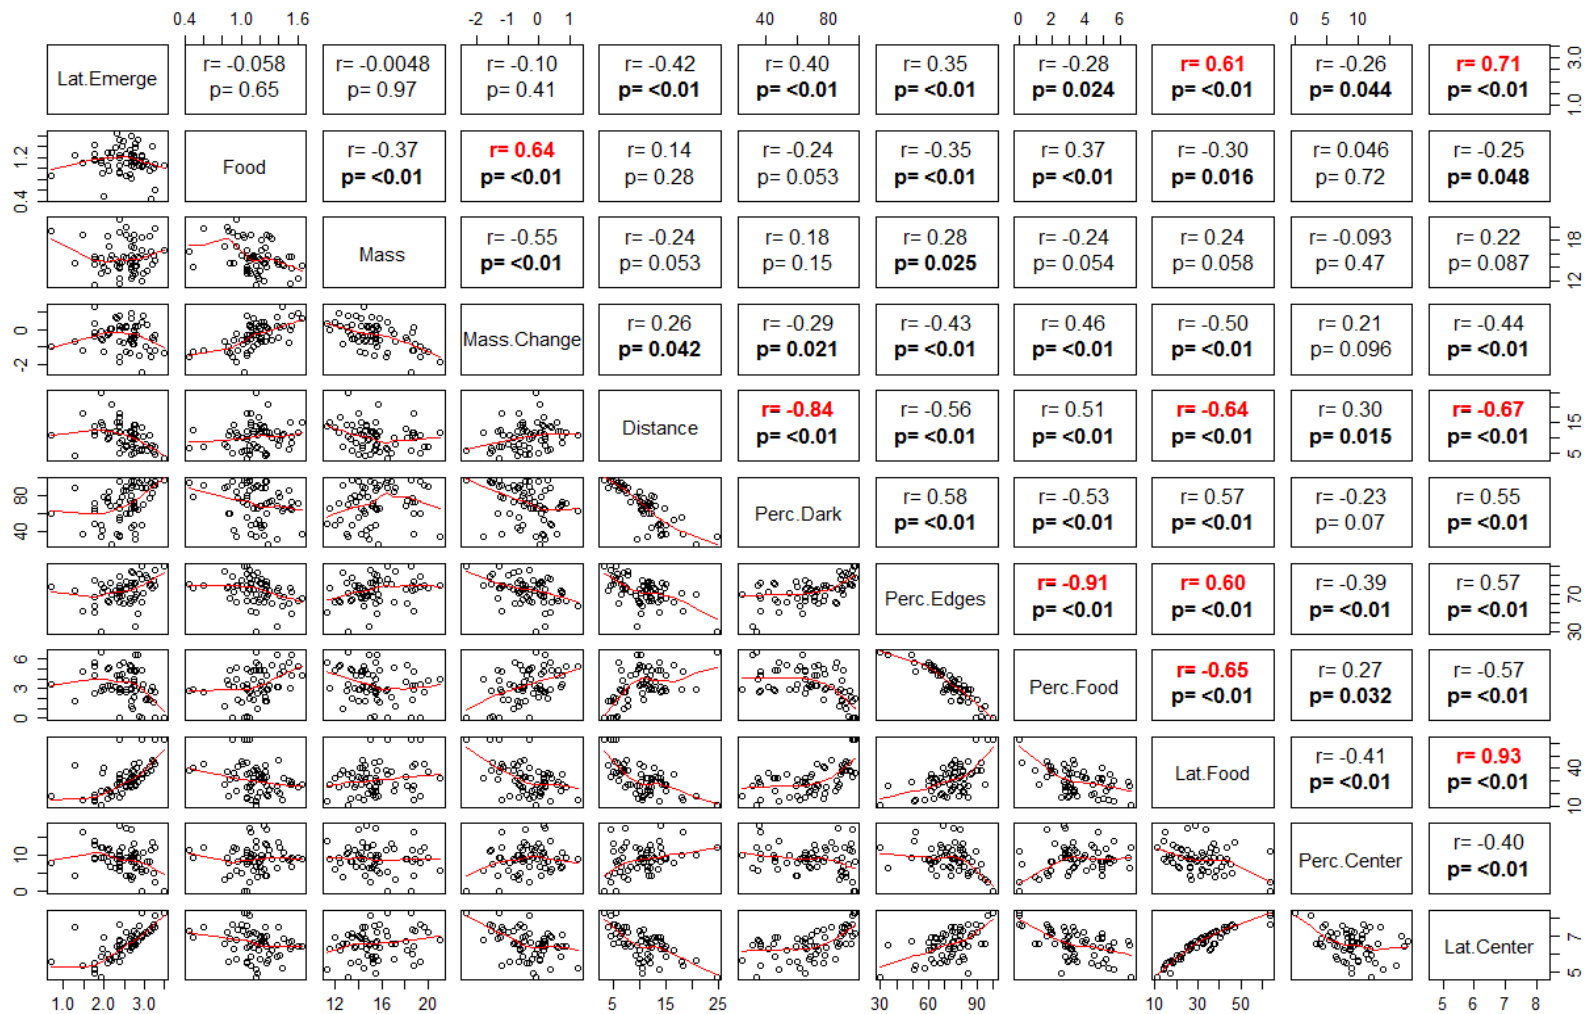 0.4 1.0 1.6 -2 -1 0 1 40 80 0 2 4 6 0 5 10
Lat.Emerge r= -0.058 r= -0.0048 r= -0.10 r= -0.42 r= 0.40 r= 0.35 r= -0.28 r= 0.61 r= -0.26 r= 0.71 1.0 3.0
p= 0.65 p= 0.97 p= 0.41 p= <0.01 p= <0.01 p= <0.01 p= 0.024 p= <0.01 p= 0.044 p= <0.01
0.4 1.2 Food r= -0.37 r= 0.64 r= 0.14 r= -0.24 r= -0.35 r= 0.37 r= -0.30 r= 0.046 r= -0.25
p= <0.01 p= <0.01 p= 0.28 p= 0.053 p= <0.01 p= <0.01 p= 0.016 p= 0.72 p= 0.048
Mass r= -0.55 r= -0.24 r= 0.18 r= 0.28 r= -0.24 r= 0.24 r= -0.093 r= 0.22 12 18
p= <0.01 p= 0.053 p= 0.15 p= 0.025 p= 0.054 p= 0.058 p= 0.47 p= 0.087
-2 0 Mass.Change r= 0.26 r= -0.29 r= -0.43 r= 0.46 r= -0.50 r= 0.21 r= -0.44
p= 0.042 p= 0.021 p= <0.01 p= <0.01 p= <0.01 p= 0.096 p= <0.01
Distance r= -0.84 r= -0.56 r= 0.51 r= -0.64 r= 0.30 r= -0.67 5 15
p= <0.01 p= <0.01 p= <0.01 p= <0.01 p= 0.015 p= <0.01
40 80 Perc.Dark r= 0.58 r= -0.53 r= 0.57 r= -0.23 r= 0.55
p= <0.01 p= <0.01 p= <0.01 p= 0.07 p= <0.01
Perc.Edges r= -0.91 r= 0.60 r= -0.39 r= 0.57 30 70
p= <0.01 p= <0.01 p= <0.01 p= <0.01
0 3 6 Perc.Food r= -0.65 r= 0.27 r= -0.57
p= <0.01 p= 0.032 p= <0.01
Lat.Food r= -0.41 r= 0.93 10 40
p= <0.01 p= <0.01
0 10 Perc.Center r= -0.40
p= <0.01
Lat.Center 5 7
1.0 2.0 3.0 12 16 20 5 15 25 30 60 90 10 30 50 5 6 7 8